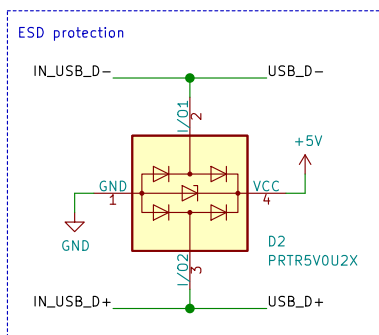 ESD protection
IN_USB_D- USB_D-
I/O1
2
+5V
GND VCC
1 4
GND
D2
PRTR5V0U2X
I/O2
3
IN_USB_D+ USB_D+